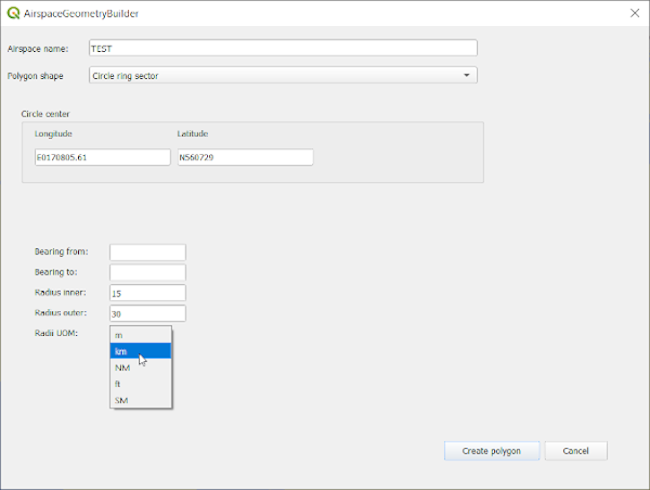 AirspaceGeometryBuilder
Airspace name: TEST
Polygon shape Circle ring sector
Circle center
Longitude Latitude
E0170805.61 N560729
Bearing from:
Bearing to:
Radius inner: 15
Radius outer: 30
Radii UOM:
m
km
NM
ft
SM
Create polygon Cancel